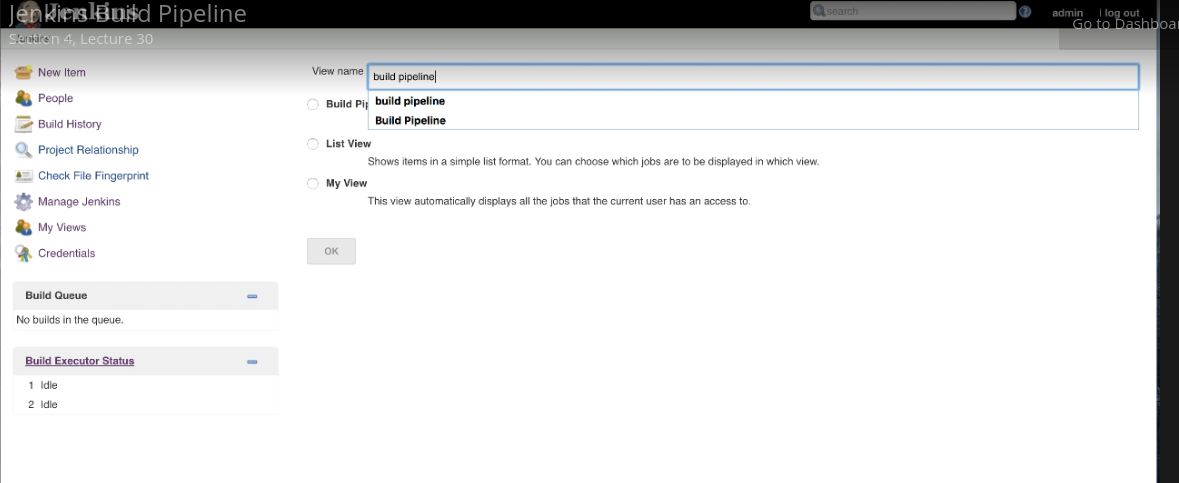 Jenkins Build Pipeline
Jenkins
search
admin | log out
Go to Dashboar
Section 4, Lecture 30
New Item
People
Build History
Project Relationship
Check File Fingerprint
Manage Jenkins
My Views
Credentials
Build Queue
No builds in the queue.
Build Executor Status
1 Idle
2 Idle
View name build pipeline
build pipeline
Build Pipeline
Build Pip
List View
Shows items in a simple list format. You can choose which jobs are to be displayed in which view.
My View
This view automatically displays all the jobs that the current user has an access to.
OK